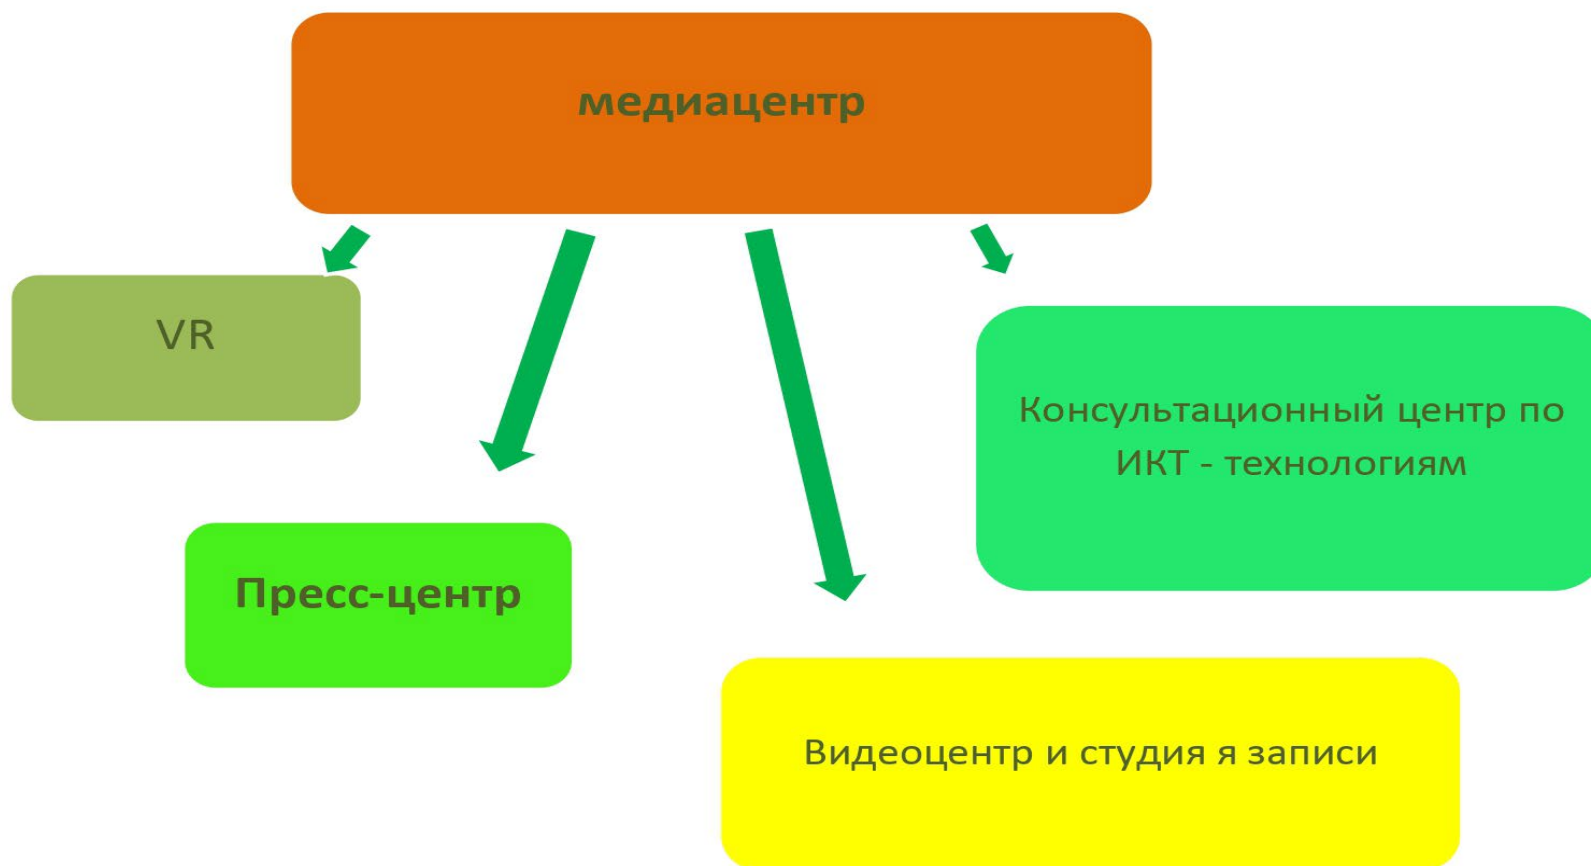 медиацентр
VR
Консультационный центр по
ИКТ - технологиям
Пресс-центр
Видеоцентр и студия я записи